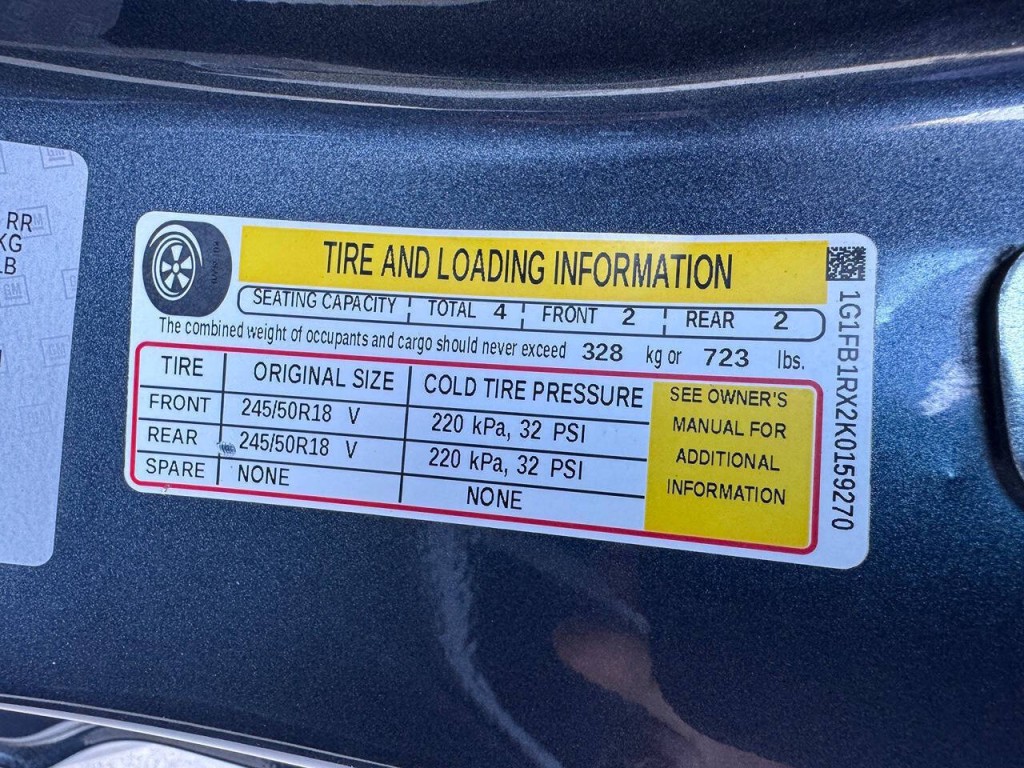 RR
KG
LB
GM
TIRE AND LOADING INFORMATION
SEATING CAPACITY TOTAL 4 FRONT 2 REAR 2
The combined weight of occupants and cargo should never exceed 328 kg or 723 lbs.
TIRE ORIGINAL SIZE COLD TIRE PRESSURE
FRONT 245/50R18 V 220 kPa, 32 PSI
REAR 245/50R18 V 220 kPa, 32 PSI
SPARE NONE NONE
SEE OWNER'S
MANUAL FOR
ADDITIONAL
INFORMATION
1G1FB1RX2K0159270